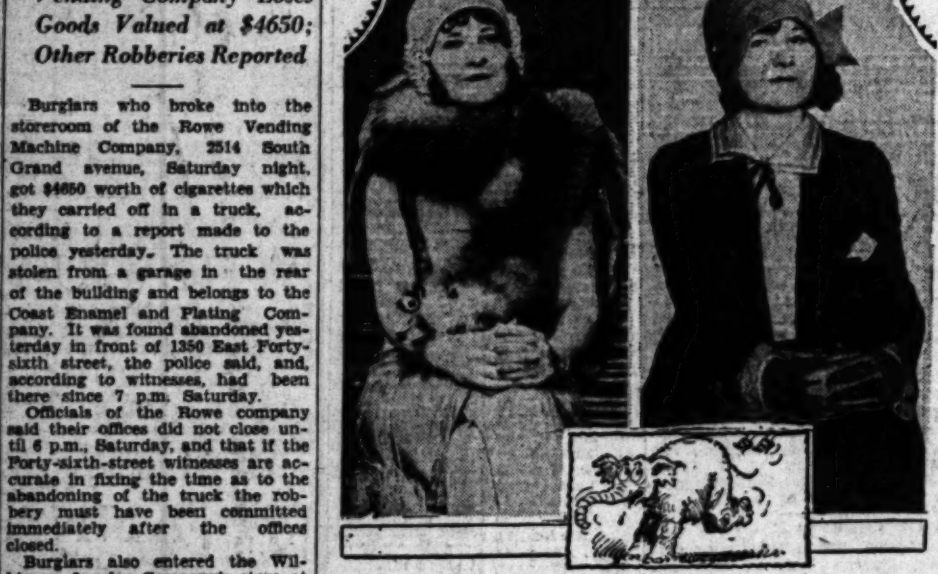 Vending Company Loses
Goods Valued at $4650;
Other Robberies Reported
Burglars who broke into the
storeroom of the Rowe Vending
Machine Company, 2514 South
Grand avenue, Saturday night,
got $4650 worth of cigarettes which
they carried off in a truck, ac-
cording to a report made to the
police yesterday. The truck was
stolen from a garage in the rear
of the building and belongs to the
Coast Enamel and Plating Com-
pany. It was found abandoned yes-
terday in front of 1350 East Forty-
sixth street, the police said, and,
according to witnesses, had been
there since 7 p.m. Saturday.
Officials of the Rowe company
said their offices did not close un-
til 6 p.m., Saturday, and that if the
Forty-sixth-street witnesses are ac-
curate in fixing the time as to the
abandoning of the truck the rob-
bery must have been committed
immediately after the offices
closed.
Burglars also entered the Wil-